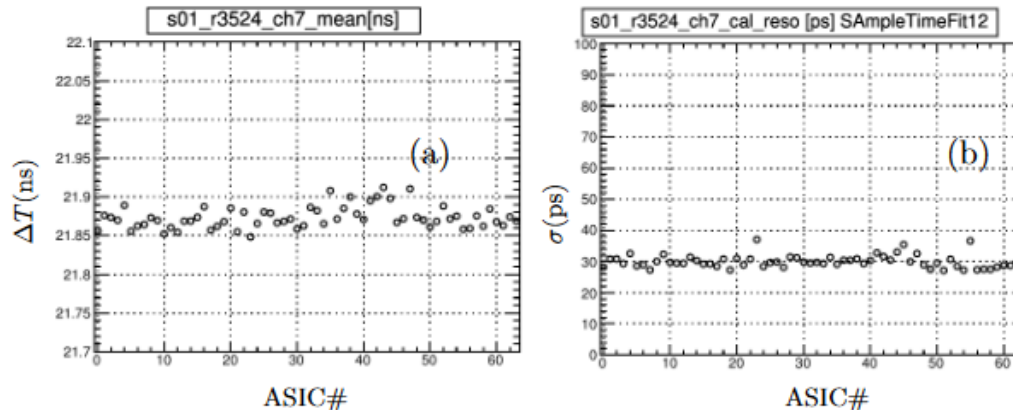 s01_r3524_ch7_mean[ns]
22.1
22.05
22
21.95
21.9
21.85
21.8
21.75
21.7
ΔT(ns)
(a)
0 10 20 30 40 50 60
ASIC#
s01_r3524_ch7_cal_reso [ps] SAmpleTimeFit12
100
90
80
70
60
50
40
30
20
10
0
σ(ps)
(b)
0 10 20 30 40 50 60
ASIC#